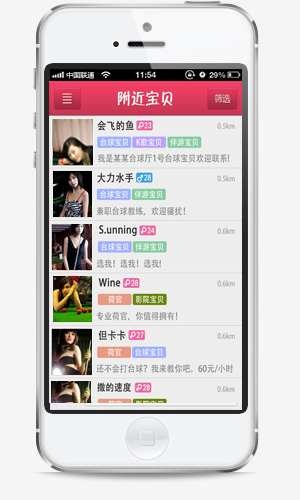 中国联通 11:54 39%
附近宝贝 筛选
会飞的鱼 23 0.5km
台球宝贝 K歌宝贝 伴游宝贝
我是某某台球厅1号台球宝贝欢迎联系!
大力水手 28 0.5km
台球宝贝 伴游宝贝
兼职台球教练，欢迎骚扰!
S.unning 24 0.6km
台球宝贝 伴游宝贝
选我！选我！选我!
Wine 28 0.6km
荷官 影院宝贝
专业荷官，你值得拥有!
但卡卡 27 0.6km
荷官 台球宝贝
还不会打台球？我来教你吧。60元/小时
撒的速度 28 0.6km
荷官 影院宝贝